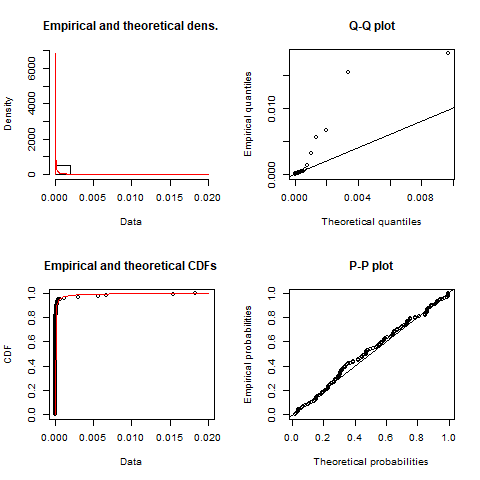 Empirical and theoretical dens.
Density
0 2000 4000 6000
0.000 0.005 0.010 0.015 0.020
Data
Q-Q plot
Empirical quantiles
0.000 0.010
0.000 0.004 0.008
Theoretical quantiles
Empirical and theoretical CDFs
CDF
0.0 0.2 0.4 0.6 0.8 1.0
0.000 0.005 0.010 0.015 0.020
Data
P-P plot
Empirical probabilities
0.0 0.2 0.4 0.6 0.8 1.0
0.0 0.2 0.4 0.6 0.8 1.0
Theoretical probabilities